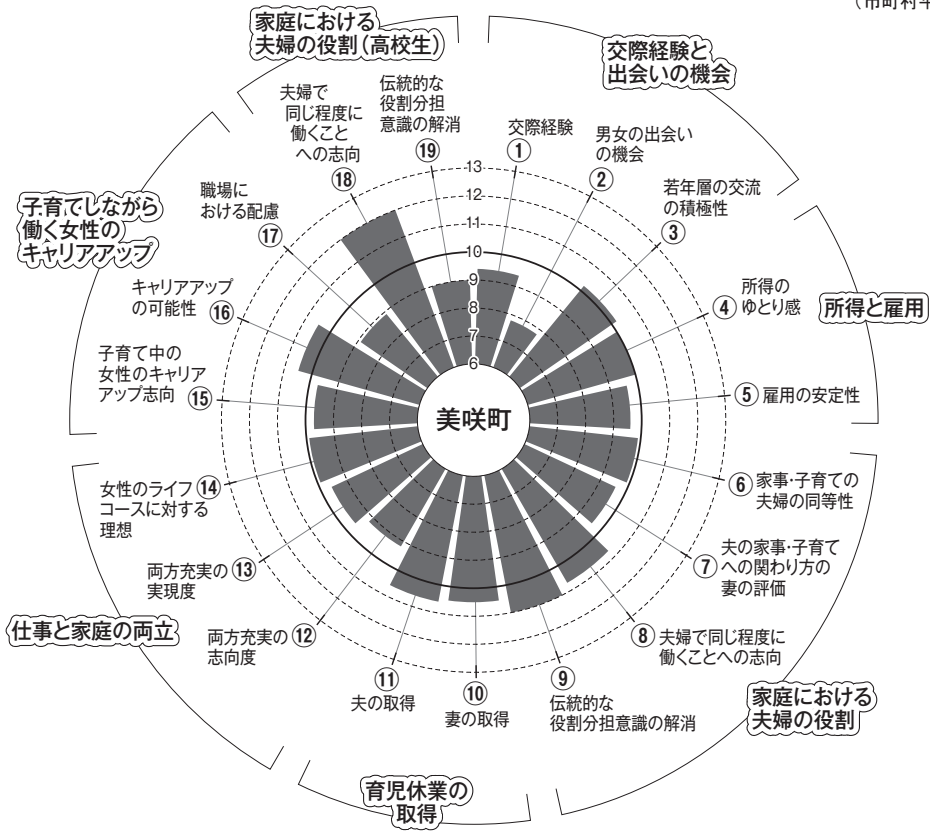 家庭における
夫婦の役割（高校生）
交際経験と
出会いの機会
夫婦で
同じ程度に
働くこと
への志向
⑱
伝統的な
役割分担
意識の解消
⑲
交際経験
①
男女の出会い
の機会
②
若年層の交流
の積極性
③
13
12
11
10
9
8
7
6
職場に
おける配慮
⑰
子育てしながら
働く女性の
キャリアアップ
キャリアアップ
の可能性
⑯
子育て中の
女性のキャリア
アップ志向
⑮
美咲町
所得の
ゆとり感
④
所得と雇用
⑤雇用の安定性
⑥家事・子育ての
夫婦の同等性
女性のライフ⑭
コースに対する
理想
夫の家事・子育て
⑦への関わり方の
妻の評価
両方充実の⑬
実現度
仕事と家庭の両立
両方充実の⑫
志向度
⑧夫婦で同じ程度に
働くことへの志向
⑪
夫の取得
⑩
妻の取得
⑨
伝統的な
役割分担意識の解消
家庭における
夫婦の役割
育児休業の
取得